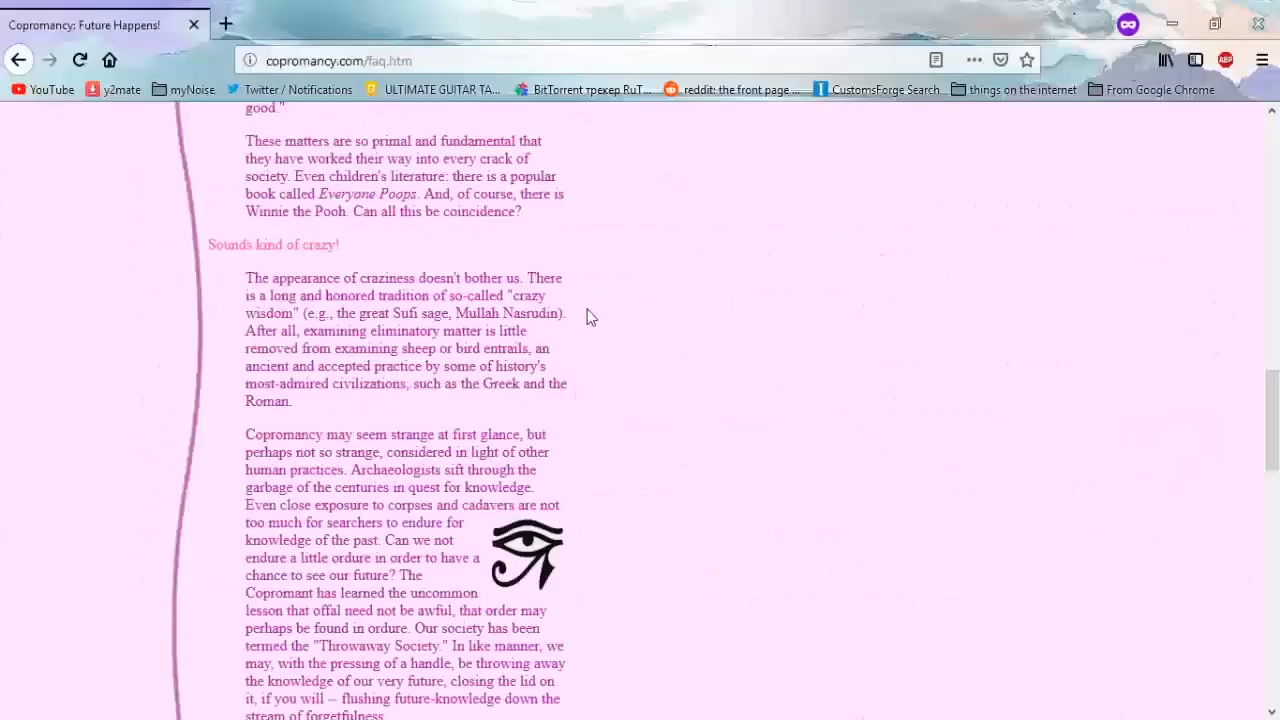 Copromancy: Future Happens!
copromancy.com/faq.htm
YouTube y2mate myNoise Twitter / Notifications ULTIMATE GUITAR TA... BitTorrent трекер RuT... reddit: the front page ... CustomsForge Search things on the internet From Google Chrome
good."
These matters are so primal and fundamental that
they have worked their way into every crack of
society. Even children's literature: there is a popular
book called Everyone Poops. And, of course, there is
Winnie the Pooh. Can all this be coincidence?
Sounds kind of crazy!
The appearance of craziness doesn't bother us. There
is a long and honored tradition of so-called "crazy
wisdom" (e.g., the great Sufi sage, Mullah Nasrudin).
After all, examining eliminatory matter is little
removed from examining sheep or bird entrails, an
ancient and accepted practice by some of history's
most-admired civilizations, such as the Greek and the
Roman.
Copromancy may seem strange at first glance, but
perhaps not so strange, considered in light of other
human practices. Archaeologists sift through the
garbage of the centuries in quest for knowledge.
Even close exposure to corpses and cadavers are not
too much for searchers to endure for
knowledge of the past. Can we not
endure a little ordure in order to have a
chance to see our future? The
Copromant has learned the uncommon
lesson that offal need not be awful, that order may
perhaps be found in ordure. Our society has been
termed the "Throwaway Society." In like manner, we
may, with the pressing of a handle, be throwing away
the knowledge of our very future, closing the lid on
it, if you will -- flushing future-knowledge down the
stream of forgetfulness